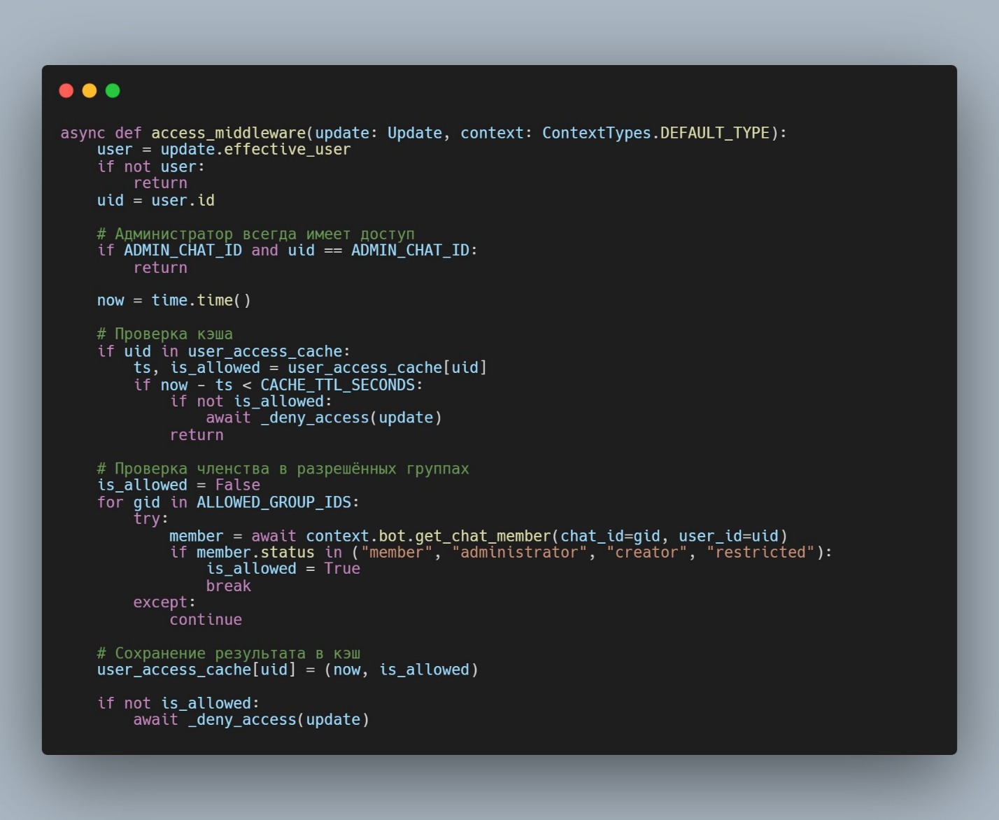 async def access_middleware(update: Update, context: ContextTypes.DEFAULT_TYPE):
    user = update.effective_user
    if not user:
        return
    uid = user.id

    # Администратор всегда имеет доступ
    if ADMIN_CHAT_ID and uid == ADMIN_CHAT_ID:
        return

    now = time.time()

    # Проверка кэша
    if uid in user_access_cache:
        ts, is_allowed = user_access_cache[uid]
        if now - ts < CACHE_TTL_SECONDS:
            if not is_allowed:
                await _deny_access(update)
            return

    # Проверка членства в разрешённых группах
    is_allowed = False
    for gid in ALLOWED_GROUP_IDS:
        try:
            member = await context.bot.get_chat_member(chat_id=gid, user_id=uid)
            if member.status in ("member", "administrator", "creator", "restricted"):
                is_allowed = True
                break
        except:
            continue

    # Сохранение результата в кэш
    user_access_cache[uid] = (now, is_allowed)

    if not is_allowed:
        await _deny_access(update)